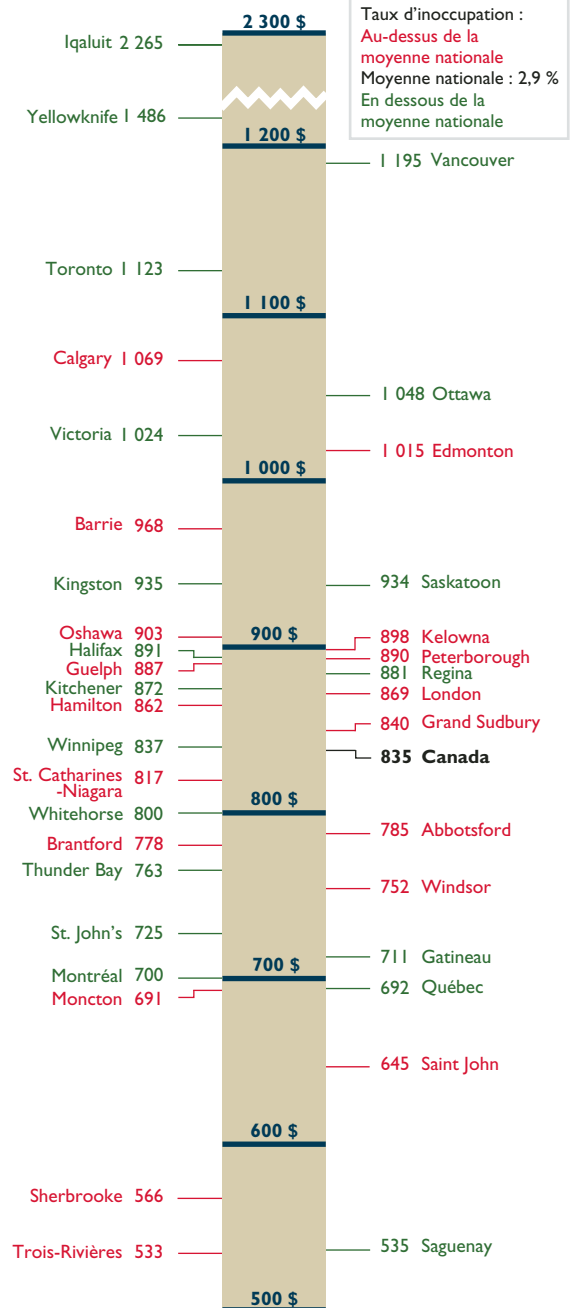 2 300 $
Taux d'inoccupation :
Au-dessus de la
moyenne nationale
Moyenne nationale : 2,9 %
En dessous de la
moyenne nationale
Iqaluit 2 265
Yellowknife 1 486
1 200 $
1 195 Vancouver
Toronto 1 123
1 100 $
Calgary 1 069
1 048 Ottawa
Victoria 1 024
1 015 Edmonton
1 000 $
Barrie 968
Kingston 935
934 Saskatoon
900 $
Oshawa 903
898 Kelowna
Halifax 891
890 Peterborough
Guelph 887
881 Regina
Kitchener 872
869 London
Hamilton 862
840 Grand Sudbury
Winnipeg 837
835 Canada
St. Catharines 817
-Niagara
800 $
Whitehorse 800
785 Abbotsford
Brantford 778
Thunder Bay 763
752 Windsor
St. John's 725
711 Gatineau
700 $
Montréal 700
692 Québec
Moncton 691
645 Saint John
600 $
Sherbrooke 566
535 Saguenay
Trois-Rivières 533
500 $